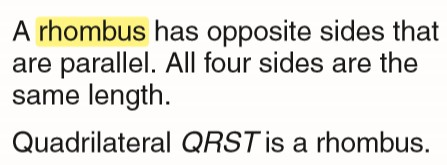 A rhombus has opposite sides that
are parallel. All four sides are the
same length.
Quadrilateral QRST is a rhombus.